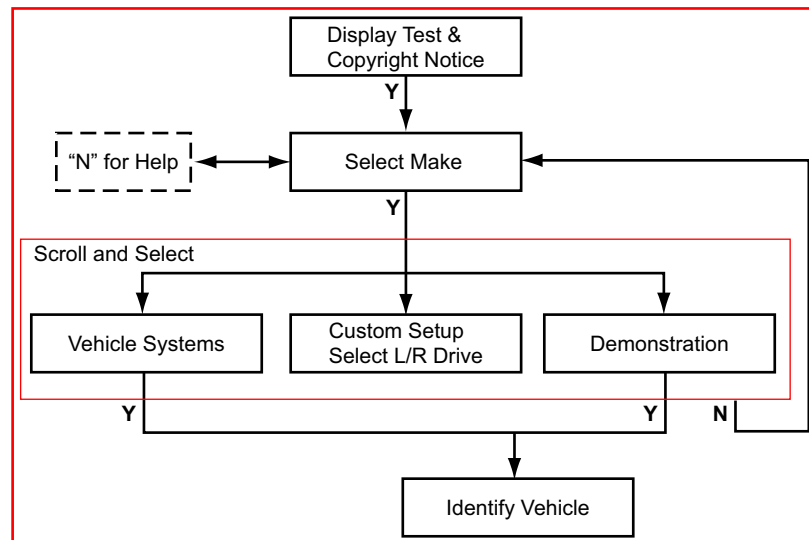 Display Test &
Copyright Notice
Y
“N” for Help
Select Make
Y
Scroll and Select
Vehicle Systems
Custom Setup
Select L/R Drive
Demonstration
Y
Y
N
Identify Vehicle